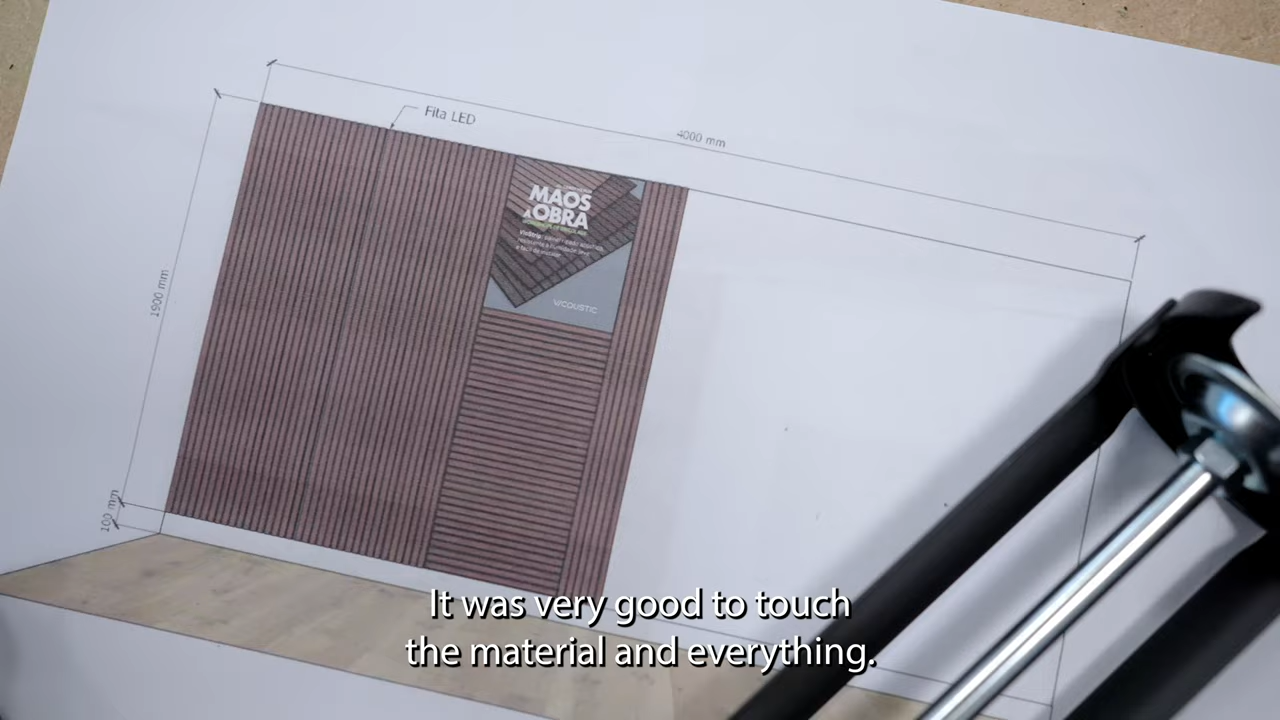 Fita LED
4000 mm
MÃOS
À OBRA
VICOUSTIC
1900 mm
100 mm
It was very good to touch
the material and everything.